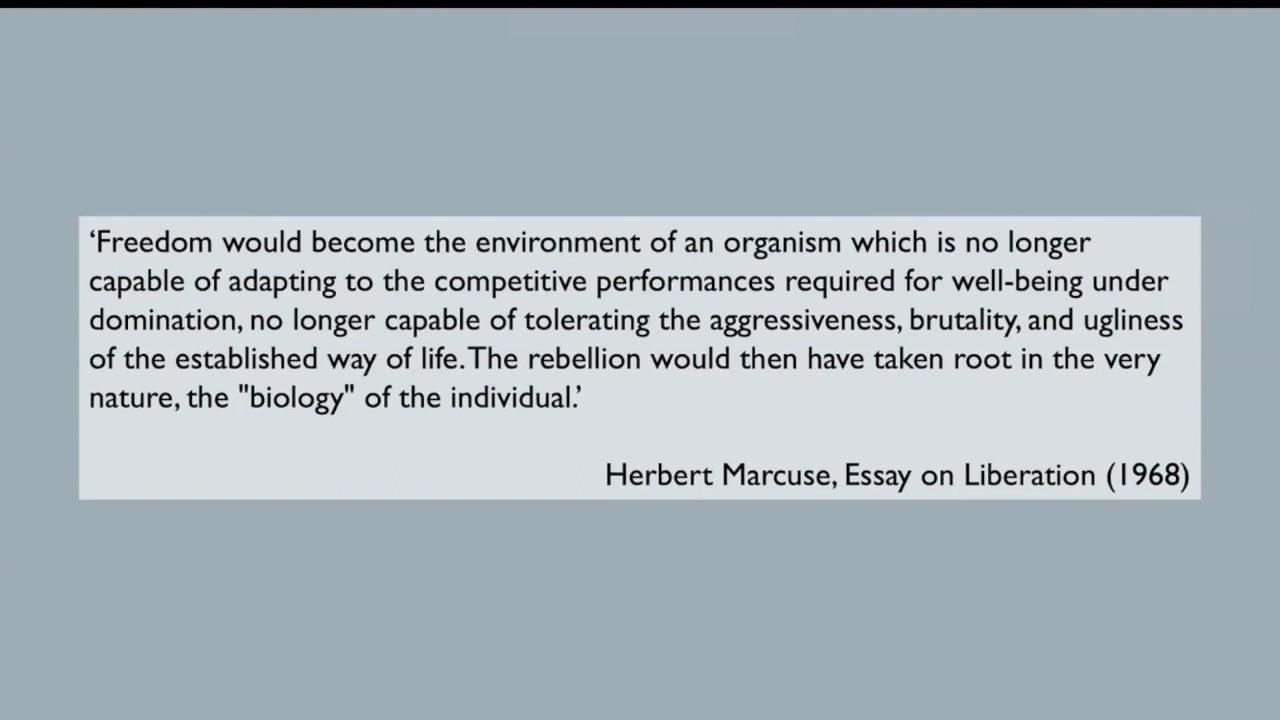 ‘Freedom would become the environment of an organism which is no longer
capable of adapting to the competitive performances required for well-being under
domination, no longer capable of tolerating the aggressiveness, brutality, and ugliness
of the established way of life. The rebellion would then have taken root in the very
nature, the "biology" of the individual.’
Herbert Marcuse, Essay on Liberation (1968)